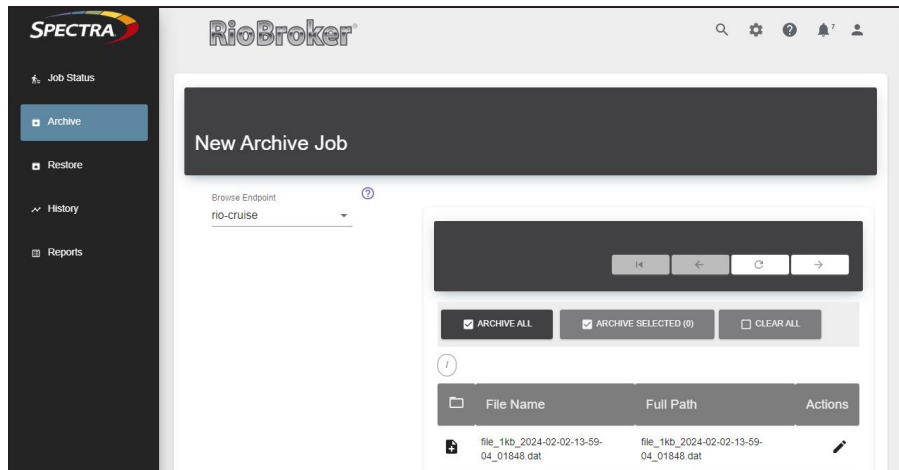 SPECTRA
RioBroker®
7
Job Status
Archive
Restore
History
Reports
New Archive Job
Browse Endpoint
rio-cruise
ARCHIVE ALL
ARCHIVE SELECTED (0)
CLEAR ALL
/
File Name Full Path Actions
file_1kb_2024-02-02-13-59- file_1kb_2024-02-02-13-59-
04_01848.dat 04_01848.dat